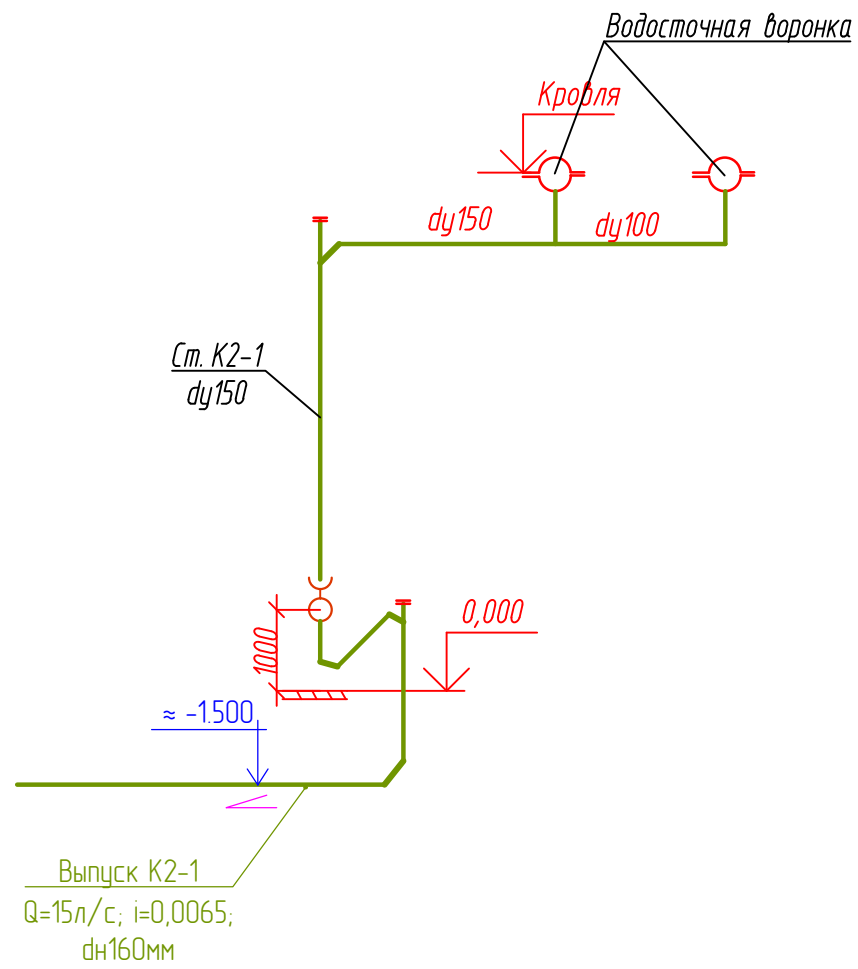 Водосточная воронка
Кровля
dy150
dy100
Ст. К2-1
dy150
0,000
1000
≈ -1.500
Выпуск К2-1
Q=15л/с; i=0,0065;
dн160мм